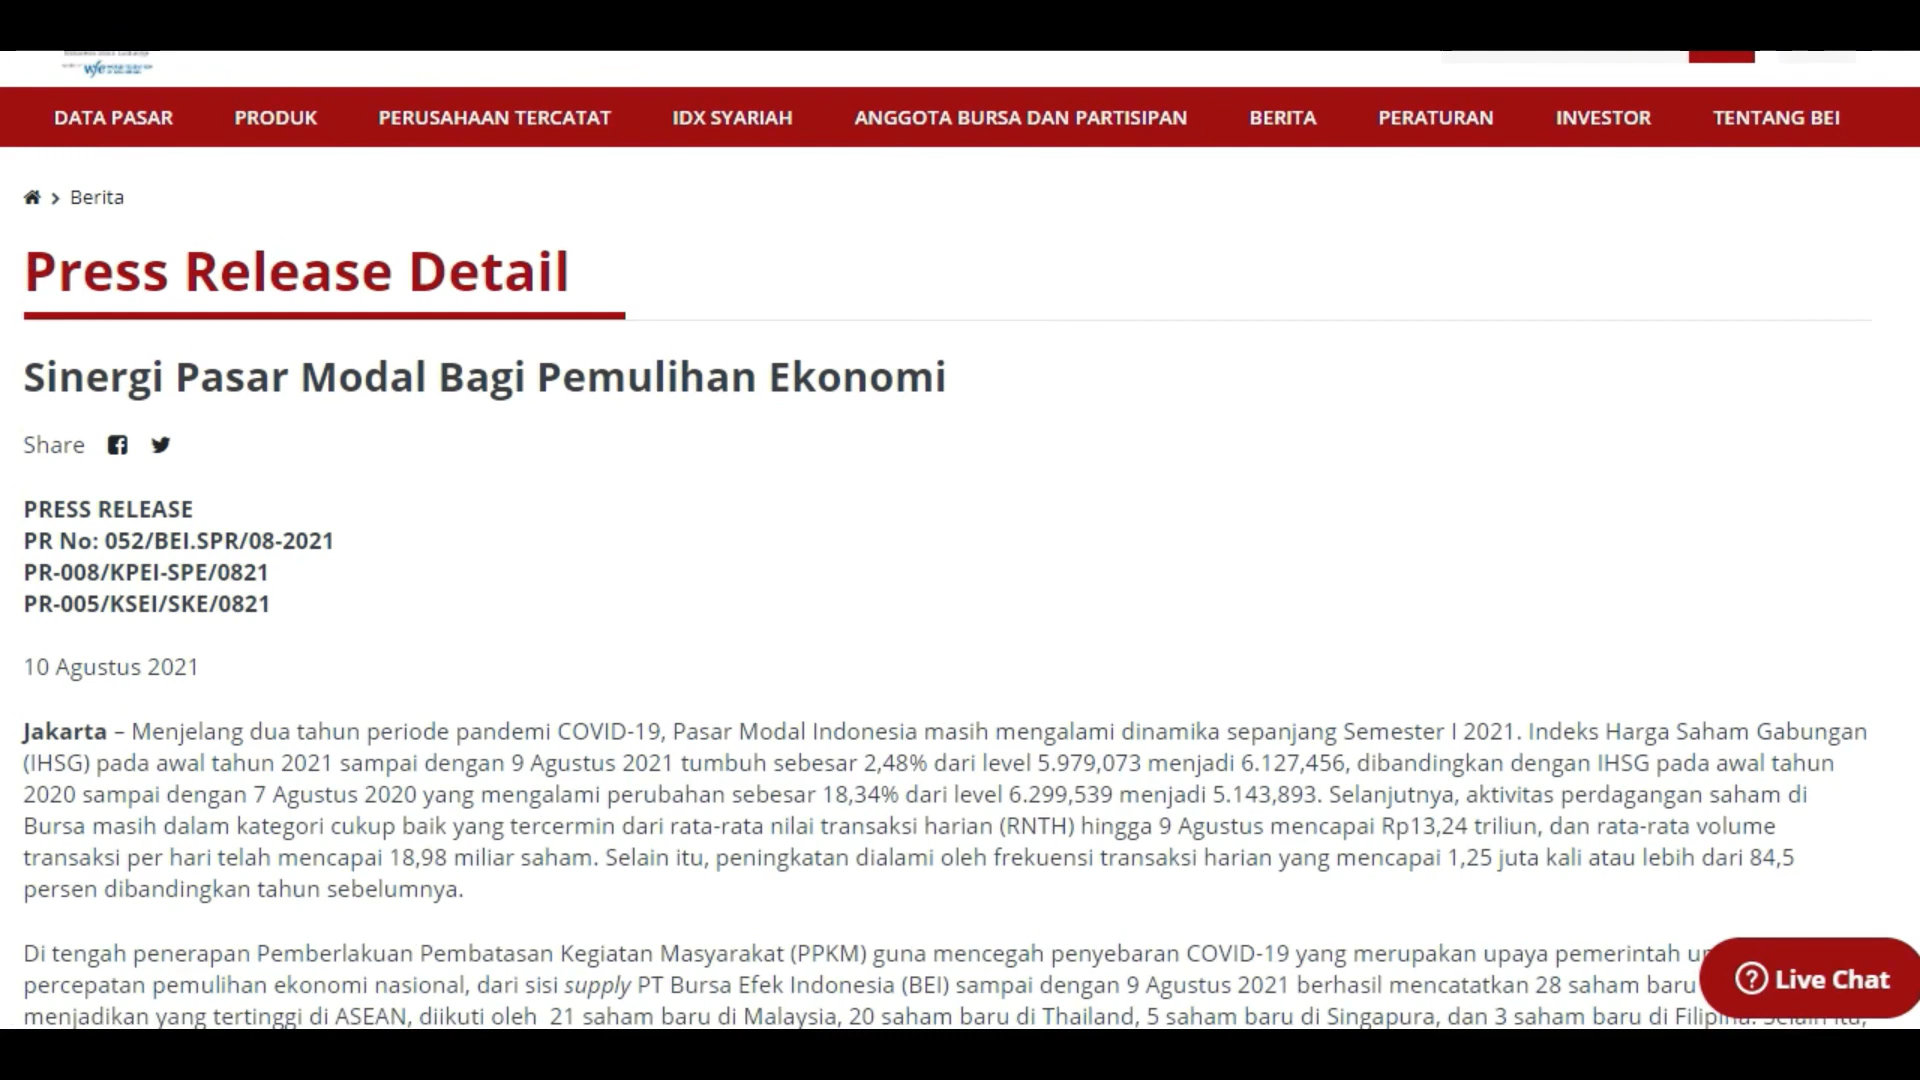 wfe
DATA PASAR PRODUK PERUSAHAAN TERCATAT IDX SYARIAH ANGGOTA BURSA DAN PARTISIPAN BERITA PERATURAN INVESTOR TENTANG BEI
Berita
Press Release Detail
Sinergi Pasar Modal Bagi Pemulihan Ekonomi
Share
PRESS RELEASE
PR No: 052/BEI.SPR/08-2021
PR-008/KPEI-SPE/0821
PR-005/KSEI/SKE/0821
10 Agustus 2021
Jakarta – Menjelang dua tahun periode pandemi COVID-19, Pasar Modal Indonesia masih mengalami dinamika sepanjang Semester I 2021. Indeks Harga Saham Gabungan
(IHSG) pada awal tahun 2021 sampai dengan 9 Agustus 2021 tumbuh sebesar 2,48% dari level 5.979,073 menjadi 6.127,456, dibandingkan dengan IHSG pada awal tahun
2020 sampai dengan 7 Agustus 2020 yang mengalami perubahan sebesar 18,34% dari level 6.299,539 menjadi 5.143,893. Selanjutnya, aktivitas perdagangan saham di
Bursa masih dalam kategori cukup baik yang tercermin dari rata-rata nilai transaksi harian (RNTH) hingga 9 Agustus mencapai Rp13,24 triliun, dan rata-rata volume
transaksi per hari telah mencapai 18,98 miliar saham. Selain itu, peningkatan dialami oleh frekuensi transaksi harian yang mencapai 1,25 juta kali atau lebih dari 84,5
persen dibandingkan tahun sebelumnya.
Di tengah penerapan Pemberlakuan Pembatasan Kegiatan Masyarakat (PPKM) guna mencegah penyebaran COVID-19 yang merupakan upaya pemerintah
percepatan pemulihan ekonomi nasional, dari sisi supply PT Bursa Efek Indonesia (BEI) sampai dengan 9 Agustus 2021 berhasil mencatatkan 28 saham baru
menjadikan yang tertinggi di ASEAN, diikuti oleh 21 saham baru di Malaysia, 20 saham baru di Thailand, 5 saham baru di Singapura, dan 3 saham baru di Filipina. Selain itu,
Live Chat